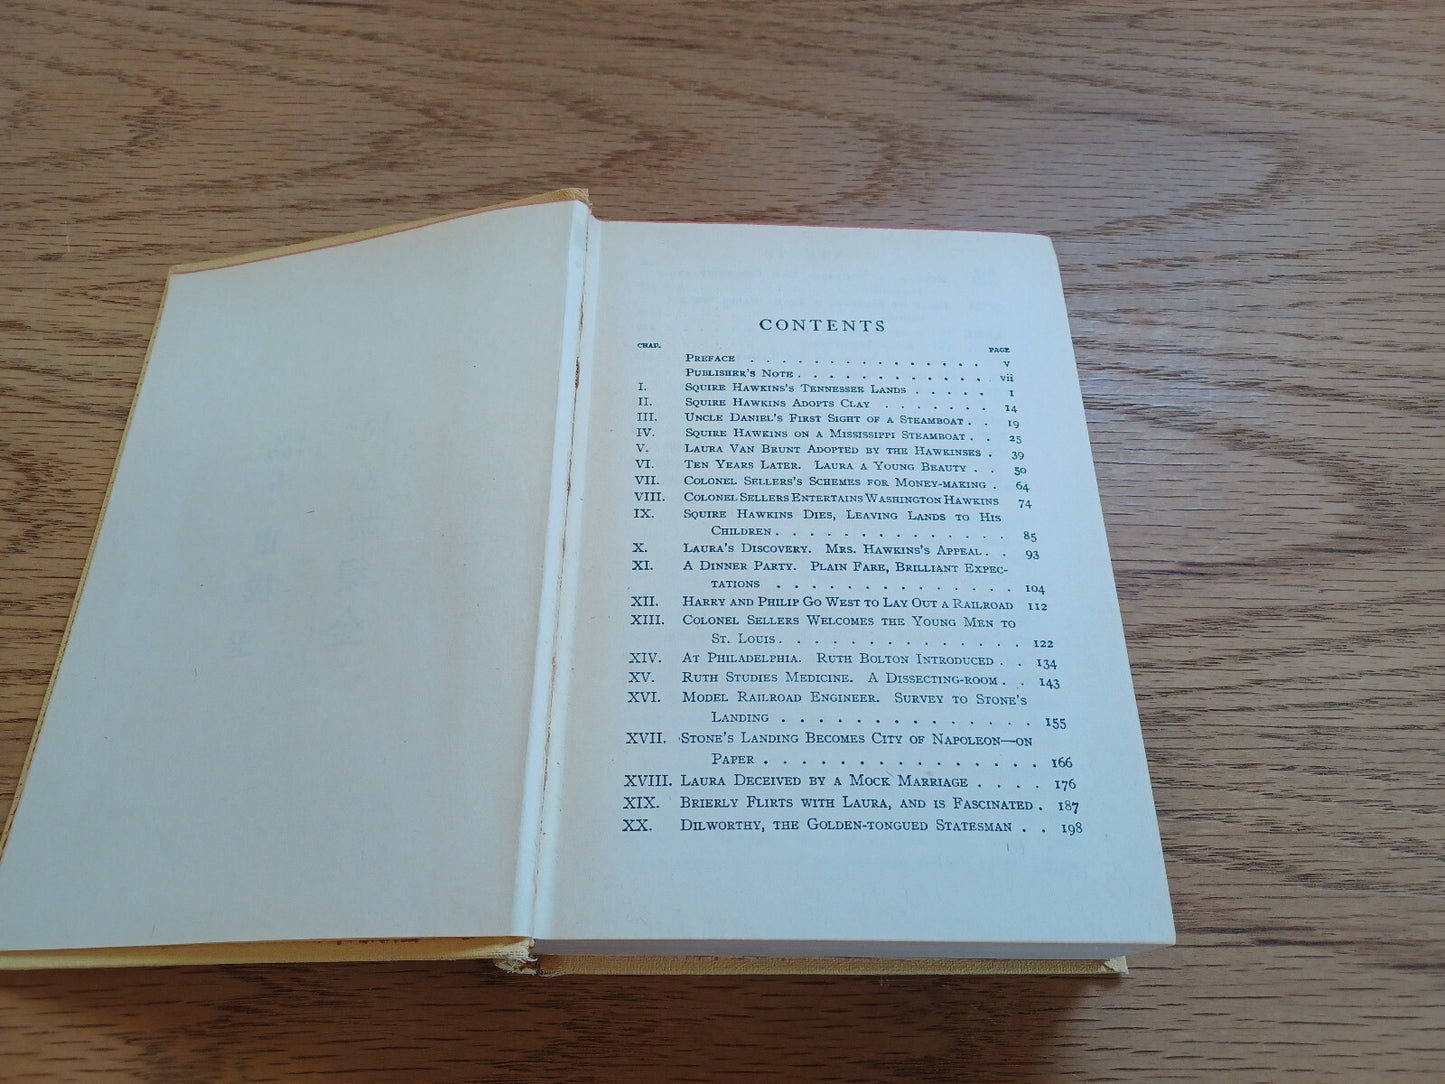 CONTENTS
CHAP. PAGE
PREFACE . . . . . . . . . . . . . . . v
PUBLISHER'S NOTE . . . . . . . . . . . . vii
I. SQUIRE HAWKINS'S TENNESSEE LANDS . . . . . 1
II. SQUIRE HAWKINS ADOPTS CLAY . . . . . . . 14
III. UNCLE DANIEL'S FIRST SIGHT OF A STEAMBOAT . . 19
IV. SQUIRE HAWKINS ON A MISSISSIPPI STEAMBOAT . . 25
V. LAURA VAN BRUNT ADOPTED BY THE HAWKINSES . 39
VI. TEN YEARS LATER. LAURA A YOUNG BEAUTY . . 50
VII. COLONEL SELLERS'S SCHEMES FOR MONEY-MAKING . 64
VIII. COLONEL SELLERS ENTERTAINS WASHINGTON HAWKINS 74
IX. SQUIRE HAWKINS DIES, LEAVING LANDS TO HIS
CHILDREN . . . . . . . . . . . . . 85
X. LAURA'S DISCOVERY. MRS. HAWKINS'S APPEAL . . 93
XI. A DINNER PARTY. PLAIN FARE, BRILLIANT EXPEC-
TATIONS . . . . . . . . . . . . . 104
XII. HARRY AND PHILIP GO WEST TO LAY OUT A RAILROAD 112
XIII. COLONEL SELLERS WELCOMES THE YOUNG MEN TO
ST. LOUIS . . . . . . . . . . . . . 122
XIV. AT PHILADELPHIA. RUTH BOLTON INTRODUCED . . 134
XV. RUTH STUDIES MEDICINE. A DISSECTING-ROOM . . 143
XVI. MODEL RAILROAD ENGINEER. SURVEY TO STONE'S
LANDING . . . . . . . . . . . . . 155
XVII. STONE'S LANDING BECOMES CITY OF NAPOLEON—ON
PAPER . . . . . . . . . . . . . . 166
XVIII. LAURA DECEIVED BY A MOCK MARRIAGE . . . . 176
XIX. BRIERLY FLIRTS WITH LAURA, AND IS FASCINATED . 187
XX. DILWORTHY, THE GOLDEN-TONGUED STATESMAN . . 198